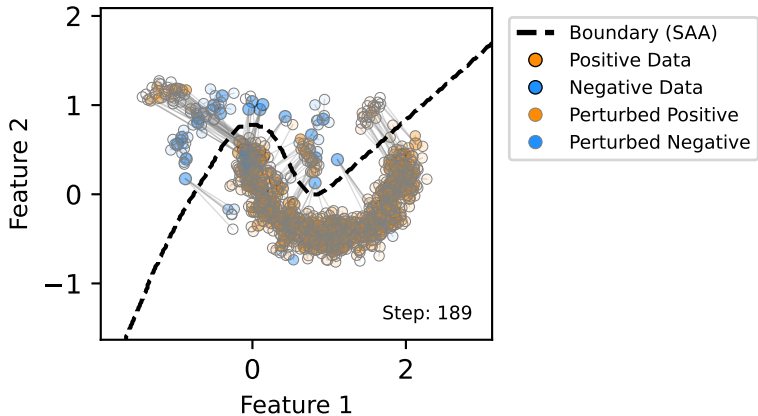 2
1
0
−1
Feature 2
0
2
Feature 1
Step: 189
Boundary (SAA)
Positive Data
Negative Data
Perturbed Positive
Perturbed Negative